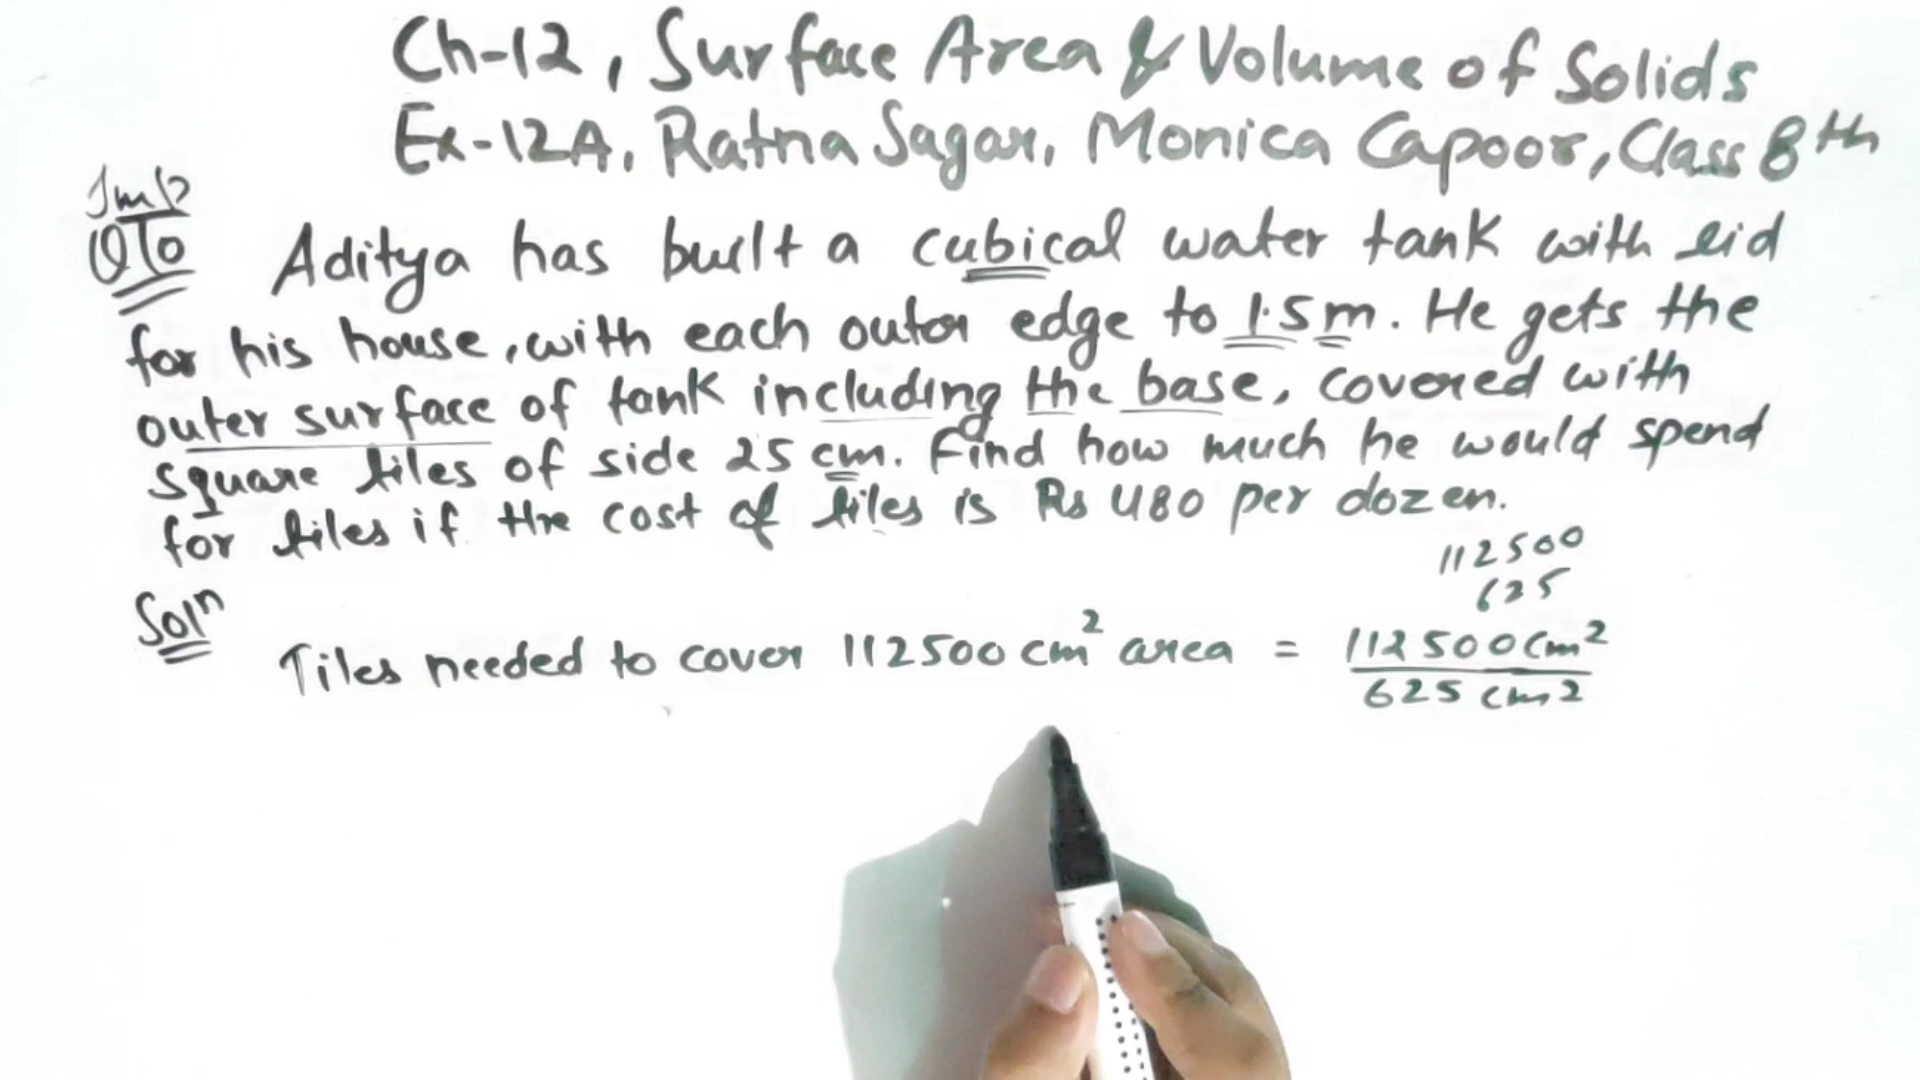 Ch-12, Surface Area & Volume of Solids
Ex-12A, Ratna Sagar, Monica Capoor, Class 8th
Imp
Q10 Aditya has built a cubical water tank with lid
for his house, with each outer edge to 1.5 m. He gets the
outer surface of tank including the base, covered with
square tiles of side 25 cm. Find how much he would spend
for tiles if the cost of tiles is Rs 480 per dozen.
112500
625
Soln
Tiles needed to cover 112500 cm² area = 112500 cm²
625 cm²